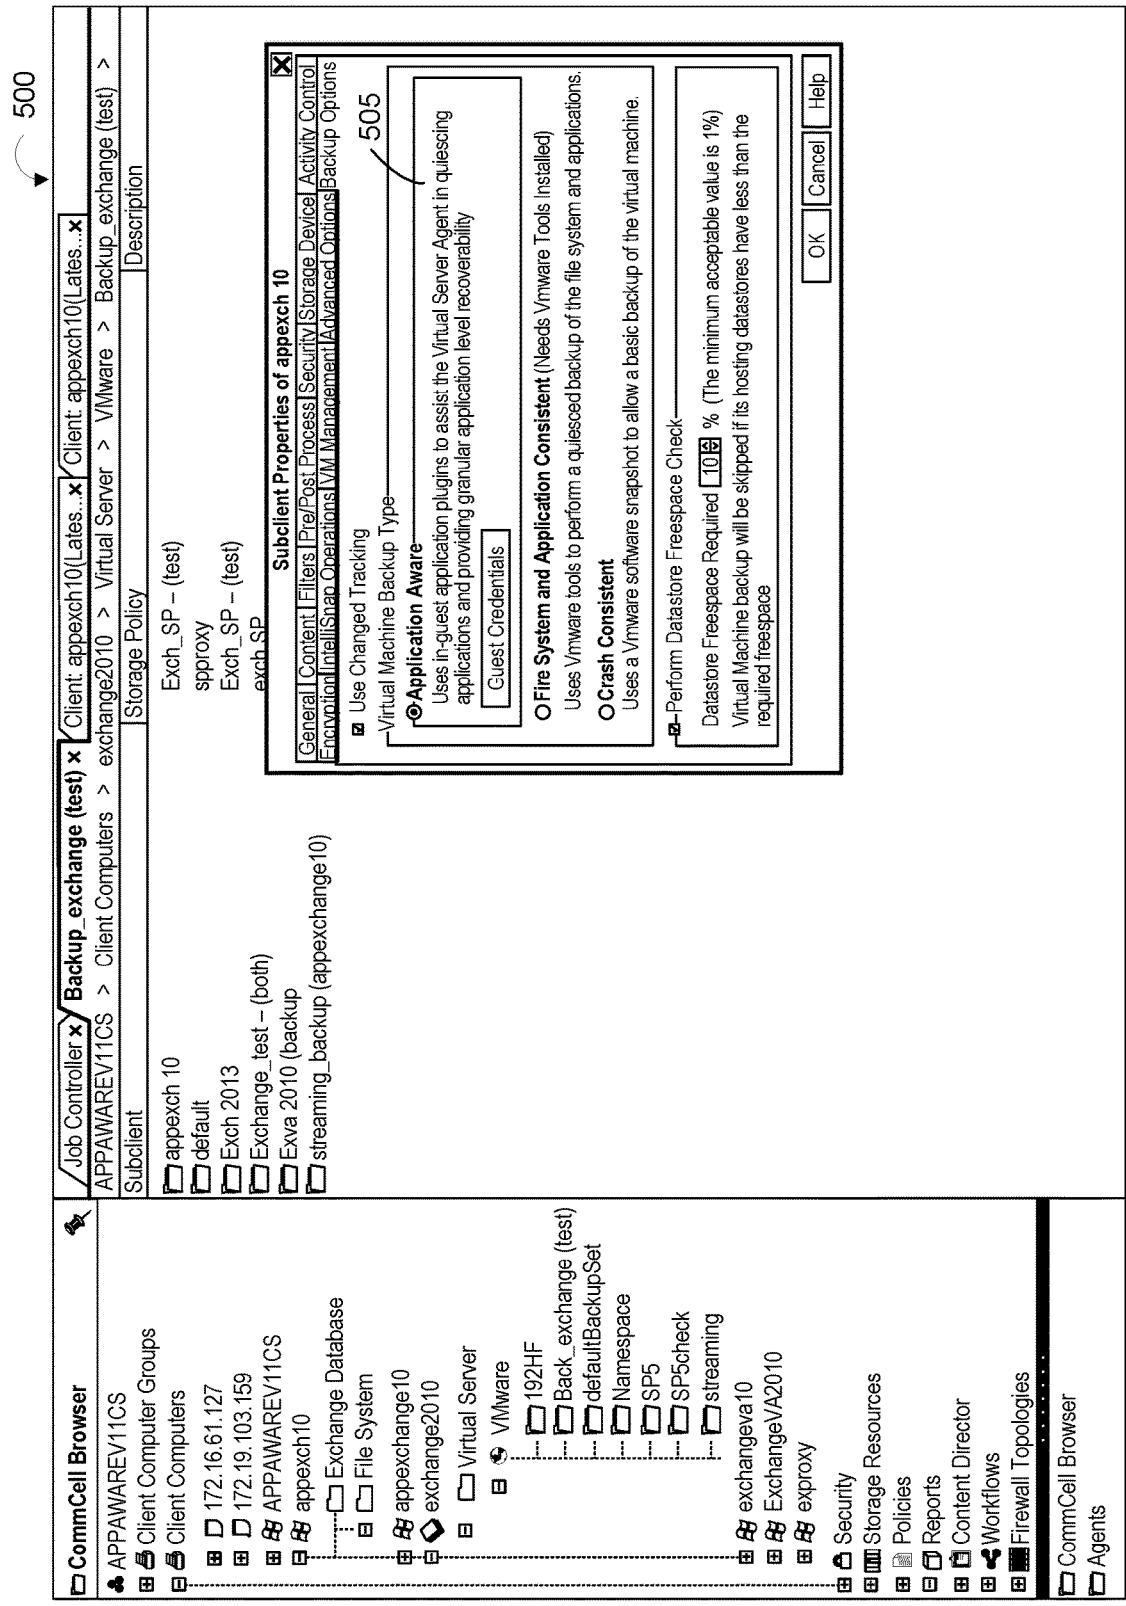 500
CommCell Browser
APPAWAREV11CS
Client Computer Groups
Client Computers
172.16.61.127
172.19.103.159
APPAWAREV11CS
appexch10
Exchange Database
File System
appexchange10
exchange2010
Virtual Server
VMware
192HF
Back_exchange (test)
defaultBackupSet
Namespace
SP5
SP5check
streaming
exchangeva10
ExchangeVA2010
exproxy
Security
Storage Resources
Policies
Reports
Content Director
Workflows
Firewall Topologies
CommCell Browser
Agents
Job Controller x Backup_exchange (test) x Client: appexch10(Lates...x Client: appexch10(Lates...x
APPAWAREV11CS > Client Computers > exchange2010 > Virtual Server > VMware > Backup_exchange (test) >
Subclient Storage Policy Description
appexch 10 Exch_SP – (test)
default spproxy
Exch 2013 Exch_SP – (test)
Exchange_test – (both) exch SP
Exva 2010 (backup
streaming_backup (appexchange10)
Subclient Properties of appexch 10
General Content Filters Pre/Post Process Security Storage Device Activity Control
Encryption IntelliSnap Operations VM Management Advanced Options Backup Options
Use Changed Tracking
Virtual Machine Backup Type
505
Application Aware
Uses in-guest application plugins to assist the Virtual Server Agent in quiescing
applications and providing granular application level recoverability
Guest Credentials
Fire System and Application Consistent (Needs Vmware Tools Installed)
Uses Vmware tools to perform a quiesced backup of the file system and applications.
Crash Consistent
Uses a Vmware software snapshot to allow a basic backup of the virtual machine.
Perform Datastore Freespace Check
Datastore Freespace Required 10 % (The minimum acceptable value is 1%)
Virtual Machine backup will be skipped if its hosting datastores have less than the
required freespace
OK Cancel Help